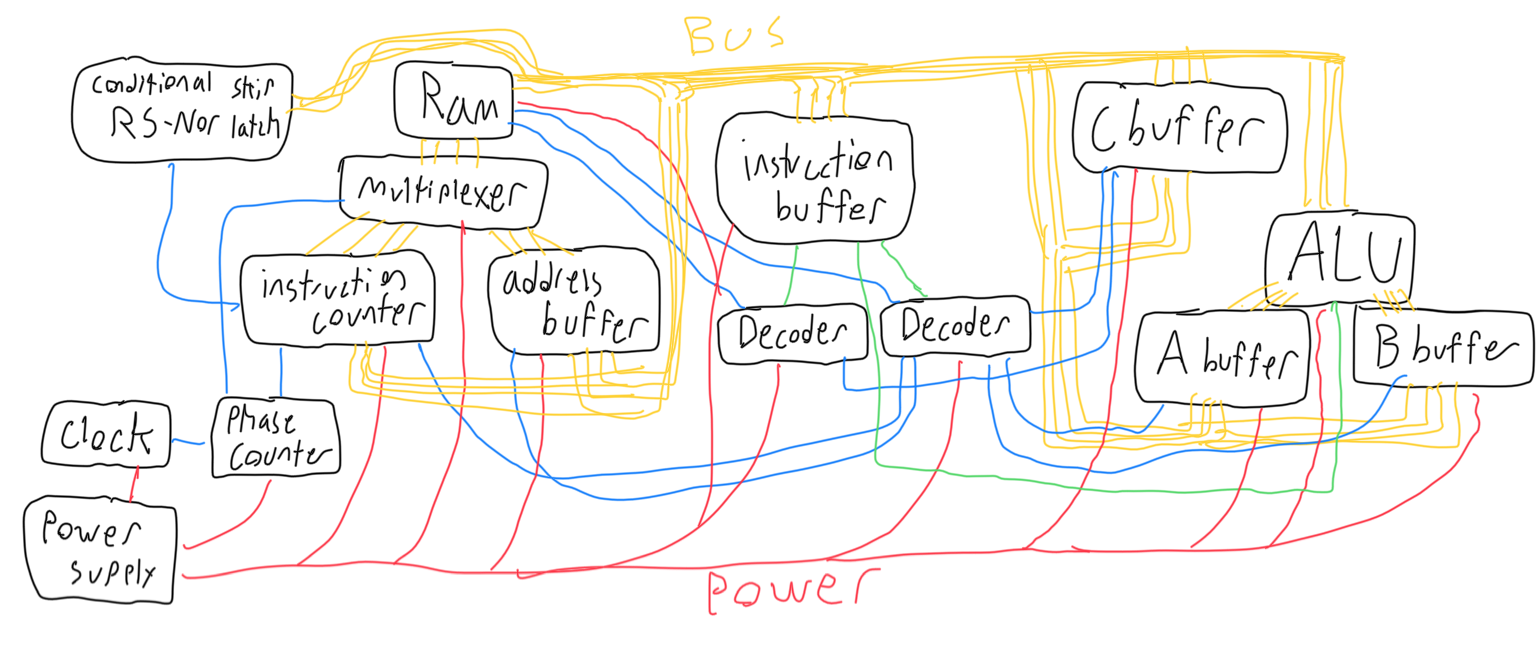 Bus
conditional skip
RS-Nor latch
Ram
multiplexer
instruction
counter
address
buffer
instruction
buffer
C buffer
ALU
Decoder
Decoder
A buffer
B buffer
Clock
Phase
Counter
Power
supply
Power